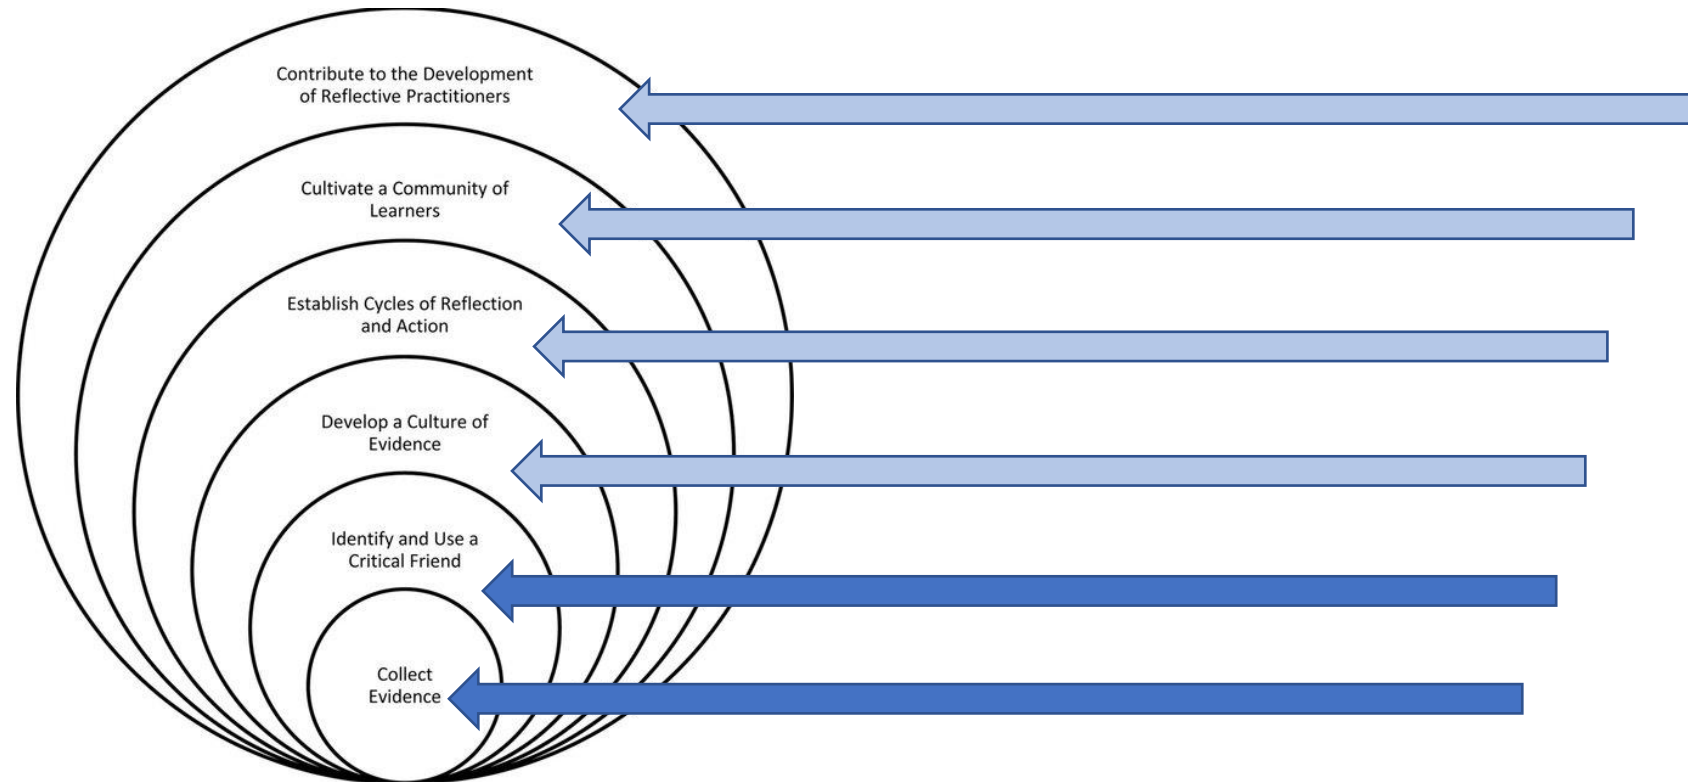 Contribute to the Development
of Reflective Practitioners
Cultivate a Community of
Learners
Establish Cycles of Reflection
and Action
Develop a Culture of
Evidence
Identify and Use a
Critical Friend
Collect
Evidence